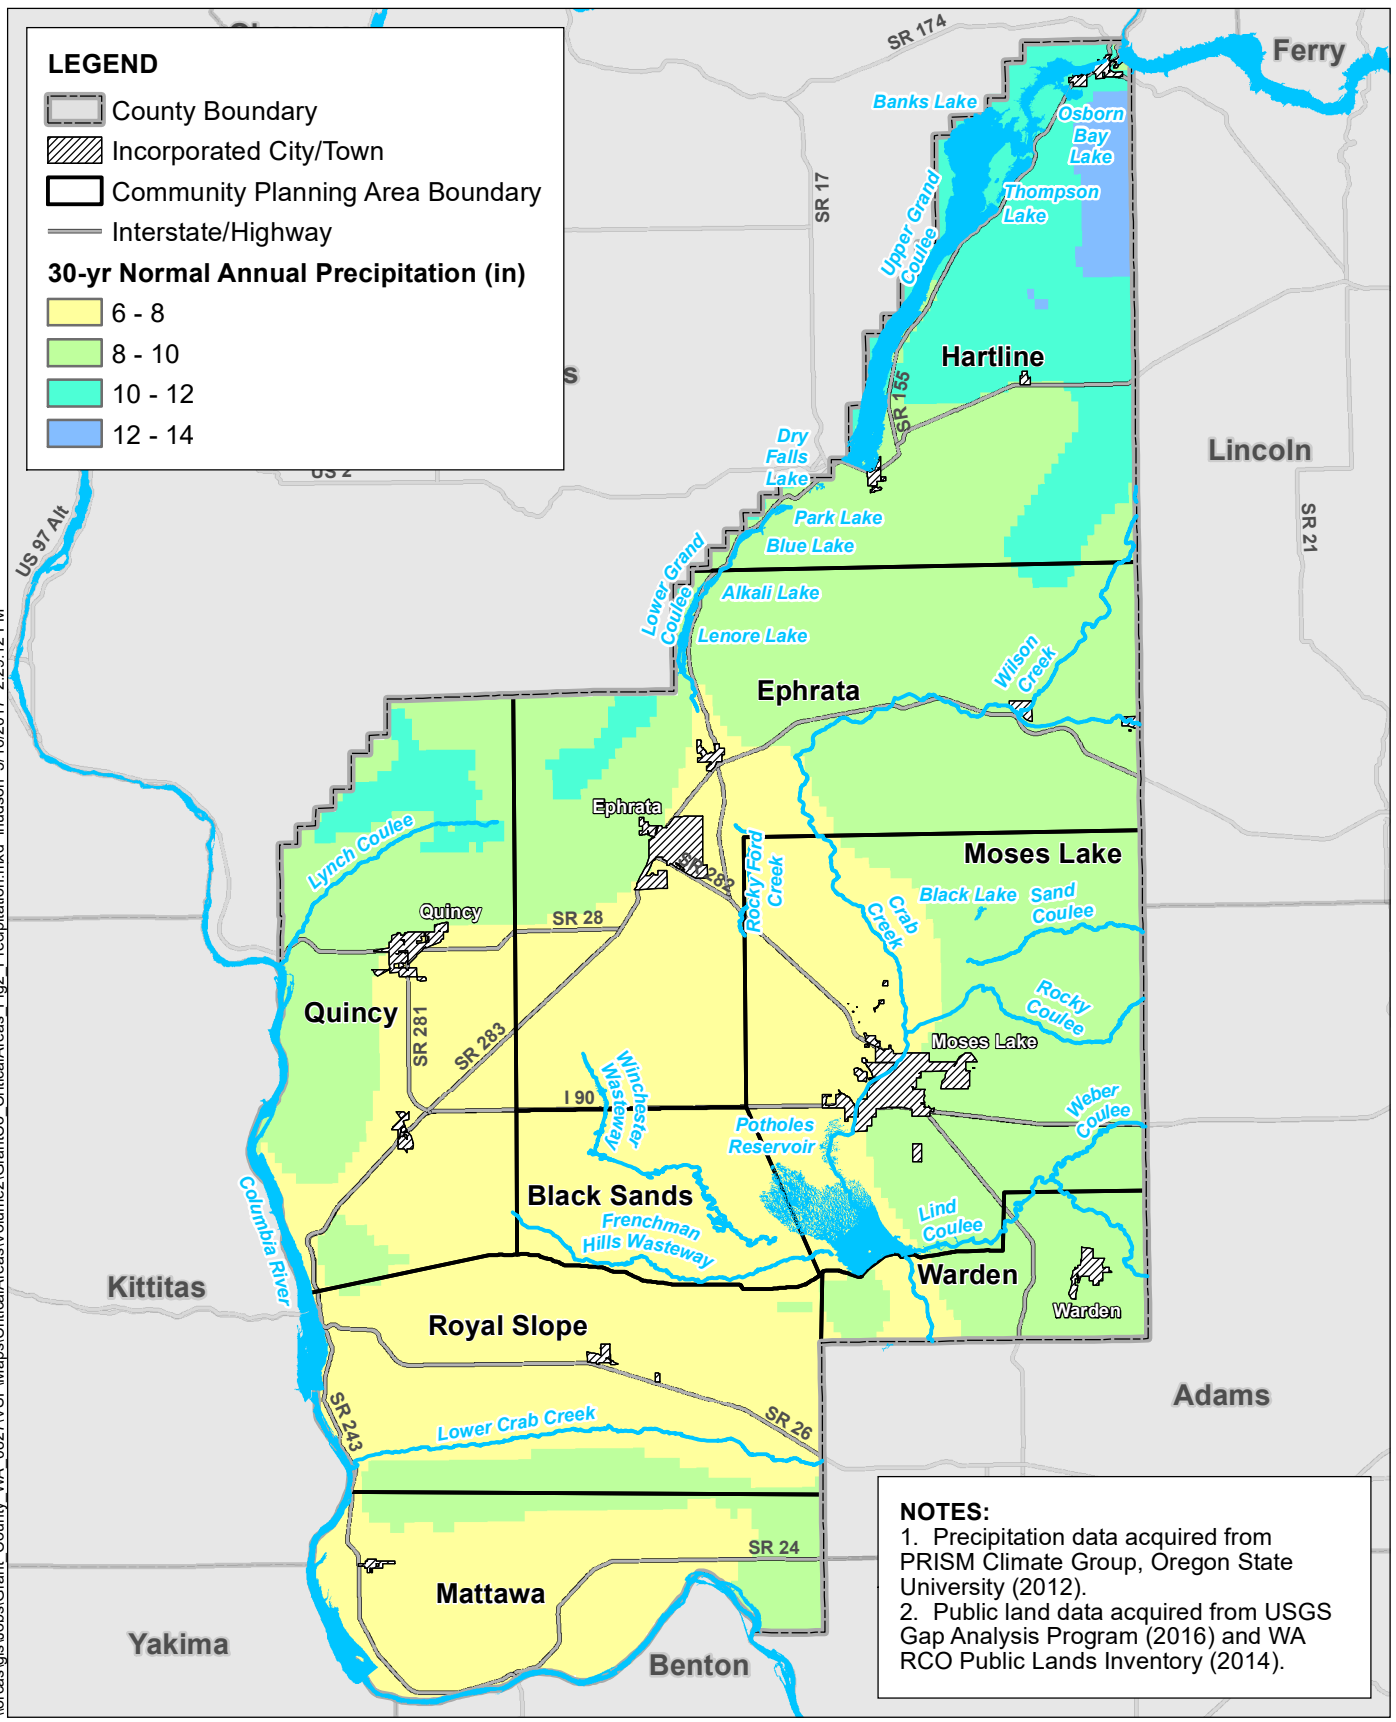 LEGEND
County Boundary
Incorporated City/Town
Community Planning Area Boundary
Interstate/Highway
30-yr Normal Annual Precipitation (in)
6 - 8
8 - 10
10 - 12
12 - 14
SR 174
Ferry
Banks Lake
Osborn
Bay
Lake
SR 17
Thompson
Lake
Upper Grand
Coulee
Hartline
s
SR 155
US 2
Dry
Falls
Lake
Lincoln
US 97 Alt
SR 21
Park Lake
Blue Lake
Lower Grand
Coulee
Alkali Lake
Lenore Lake
Wilson
Creek
Ephrata
Ephrata
Lynch Coulee
SR 282
Rocky Ford
Creek
Moses Lake
Black Lake
Sand
Coulee
Crab
Creek
Quincy
SR 28
Quincy
Rocky
Coulee
SR 281
SR 283
Moses Lake
Winchester
Wasteway
I 90
Potholes
Reservoir
Weber
Coulee
Columbia River
Black Sands
Frenchman
Hills Wasteway
Lind
Coulee
Kittitas
Warden
Warden
Royal Slope
SR 243
Lower Crab Creek
SR 26
Adams
SR 24
Mattawa
Yakima
Benton
NOTES:
1. Precipitation data acquired from
PRISM Climate Group, Oregon State
University (2012).
2. Public land data acquired from USGS
Gap Analysis Program (2016) and WA
RCO Public Lands Inventory (2014).